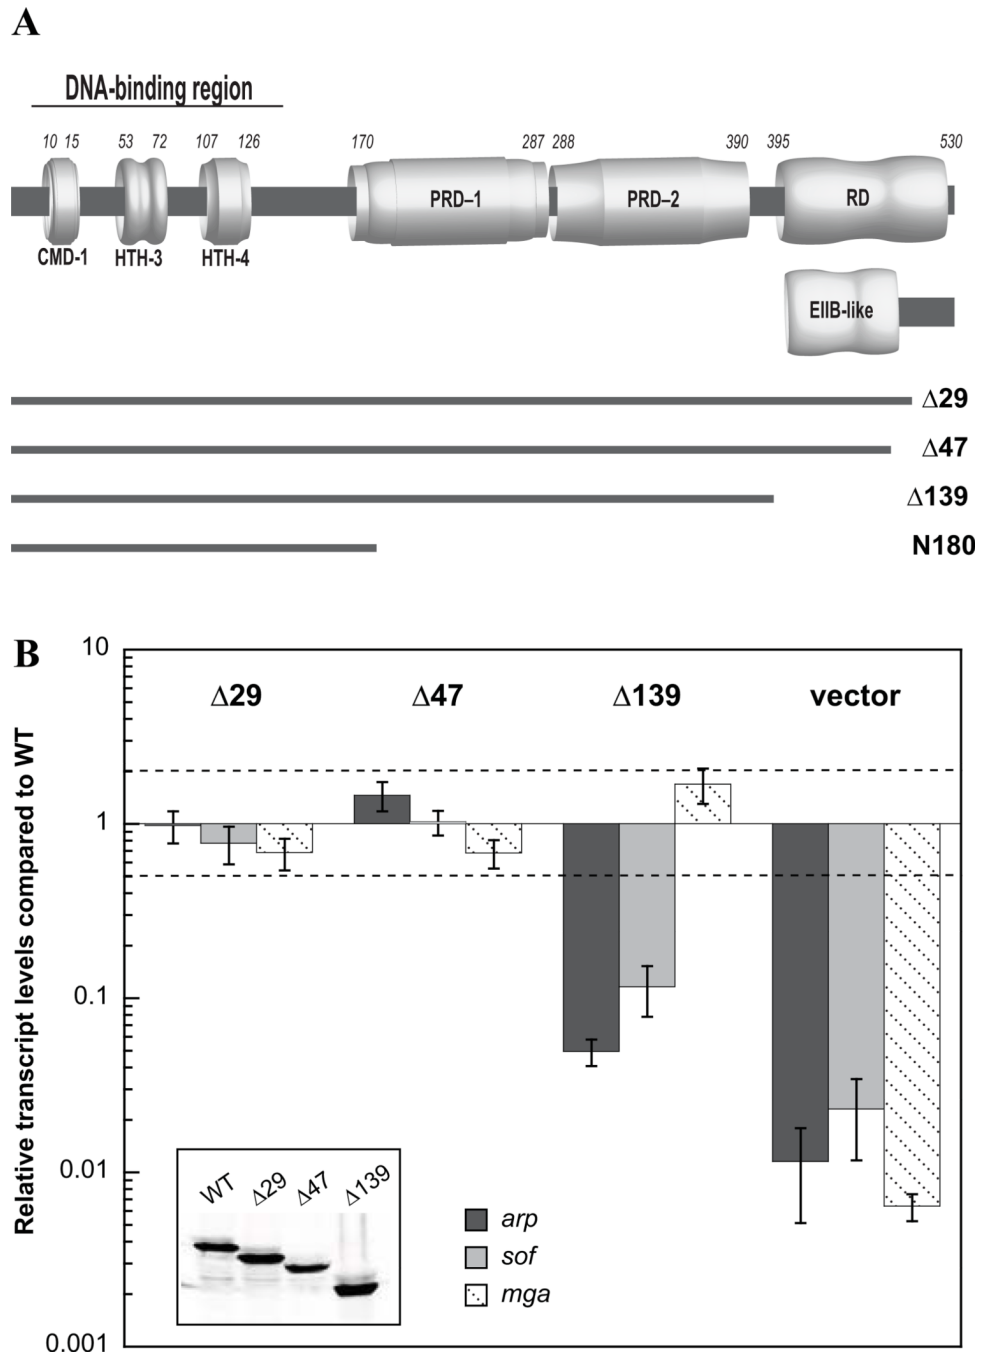 A
DNA-binding region
10 15 53 72 107 126 170 287 288 390 395 530
PRD–1 PRD–2 RD
CMD-1 HTH-3 HTH-4
EIIB-like
Δ29
Δ47
Δ139
N180
B
Relative transcript levels compared to WT
10
1
0.1
0.01
0.001
Δ29 Δ47 Δ139 vector
WT Δ29 Δ47 Δ139
arp
sof
mga